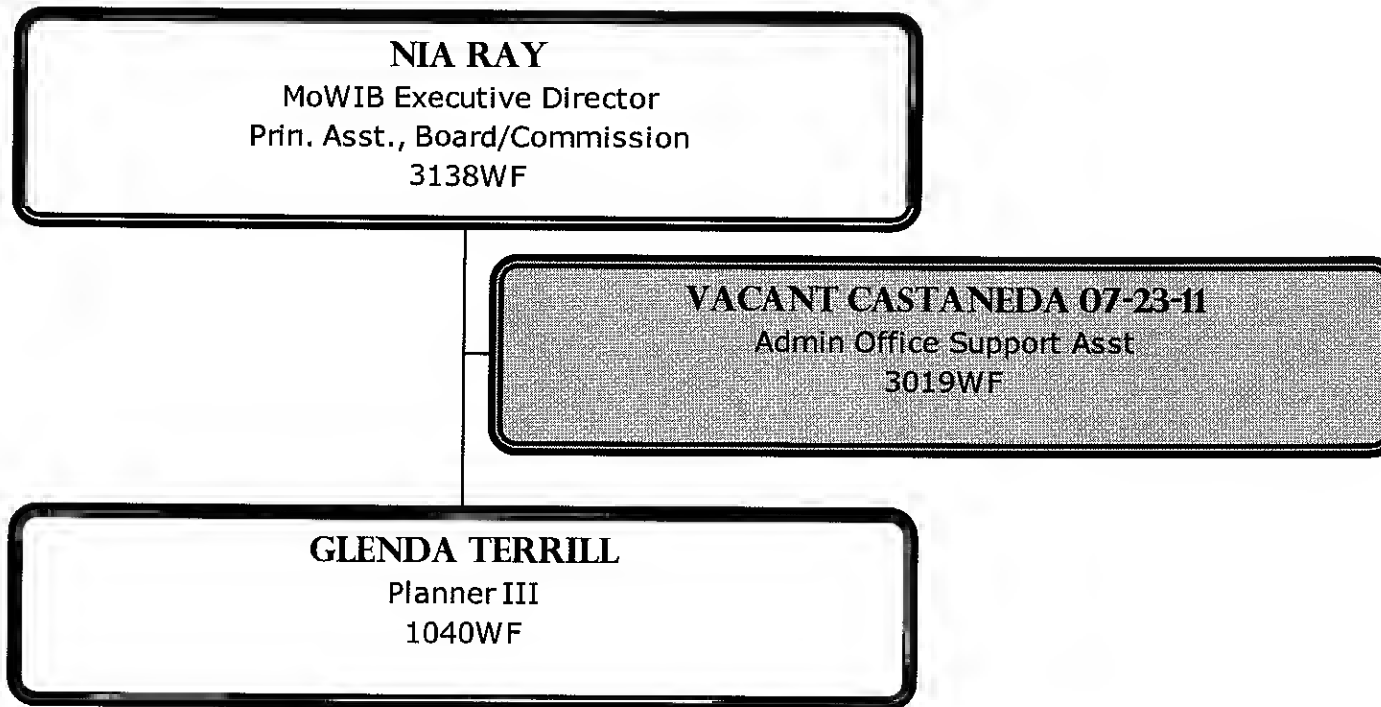 NIA RAY
MoWIB Executive Director
Prin. Asst., Board/Commission
3138WF
VACANT CASTANEDA 07-23-11
Admin Office Support Asst
3019WF
GLENDA TERRILL
Planner III
1040WF